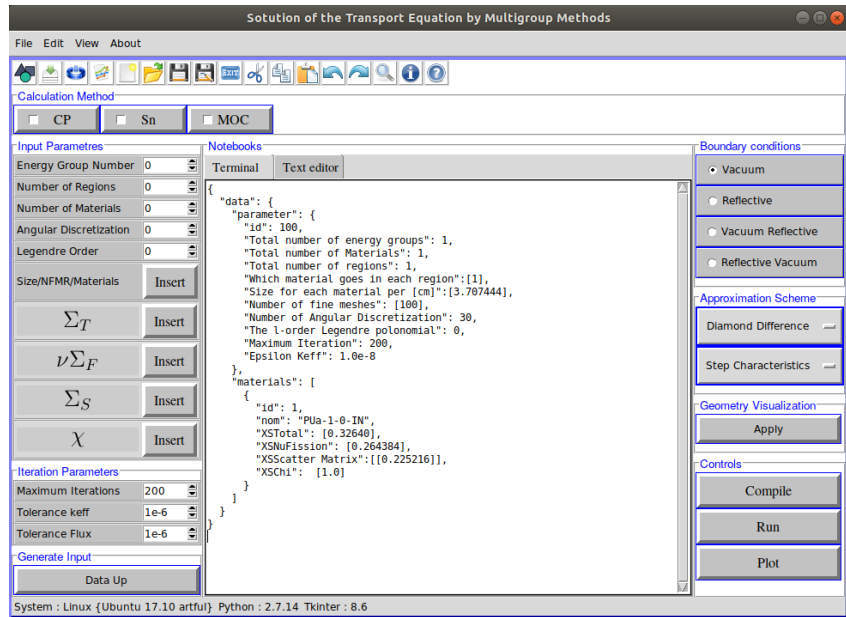 Sotution of the Transport Equation by Multigroup Methods
File Edit View About
EXIT
Calculation Method
CP Sn MOC
Input Parametres
Energy Group Number 0
Number of Regions 0
Number of Materials 0
Angular Discretization 0
Legendre Order 0
Size/NFMR/Materials Insert
Σ_T Insert
νΣ_F Insert
Σ_S Insert
χ Insert
Iteration Parameters
Maximum Iterations 200
Tolerance keff 1e-6
Tolerance Flux 1e-6
Generate Input
Data Up
Notebooks
Terminal Text editor
{
"data": {
"parameter": {
"id": 100,
"Total number of energy groups": 1,
"Total number of Materials": 1,
"Total number of regions": 1,
"Which material goes in each region":[1],
"Size for each material per [cm]":[3.707444],
"Number of fine meshes": [100],
"Number of Angular Discretization": 30,
"The l-order Legendre polonomial": 0,
"Maximum Iteration": 200,
"Epsilon Keff": 1.0e-8
},
"materials": [
{
"id": 1,
"nom": "PUa-1-0-IN",
"XSTotal": [0.32640],
"XSNuFission": [0.264384],
"XSScatter Matrix":[[0.225216]],
"XSChi": [1.0]
}
]
}
}
Boundary conditions
Vacuum
Reflective
Vacuum Reflective
Reflective Vacuum
Approximation Scheme
Diamond Difference
Step Characteristics
Geometry Visualization
Apply
Controls
Compile
Run
Plot
System : Linux {Ubuntu 17.10 artful} Python : 2.7.14 Tkinter : 8.6